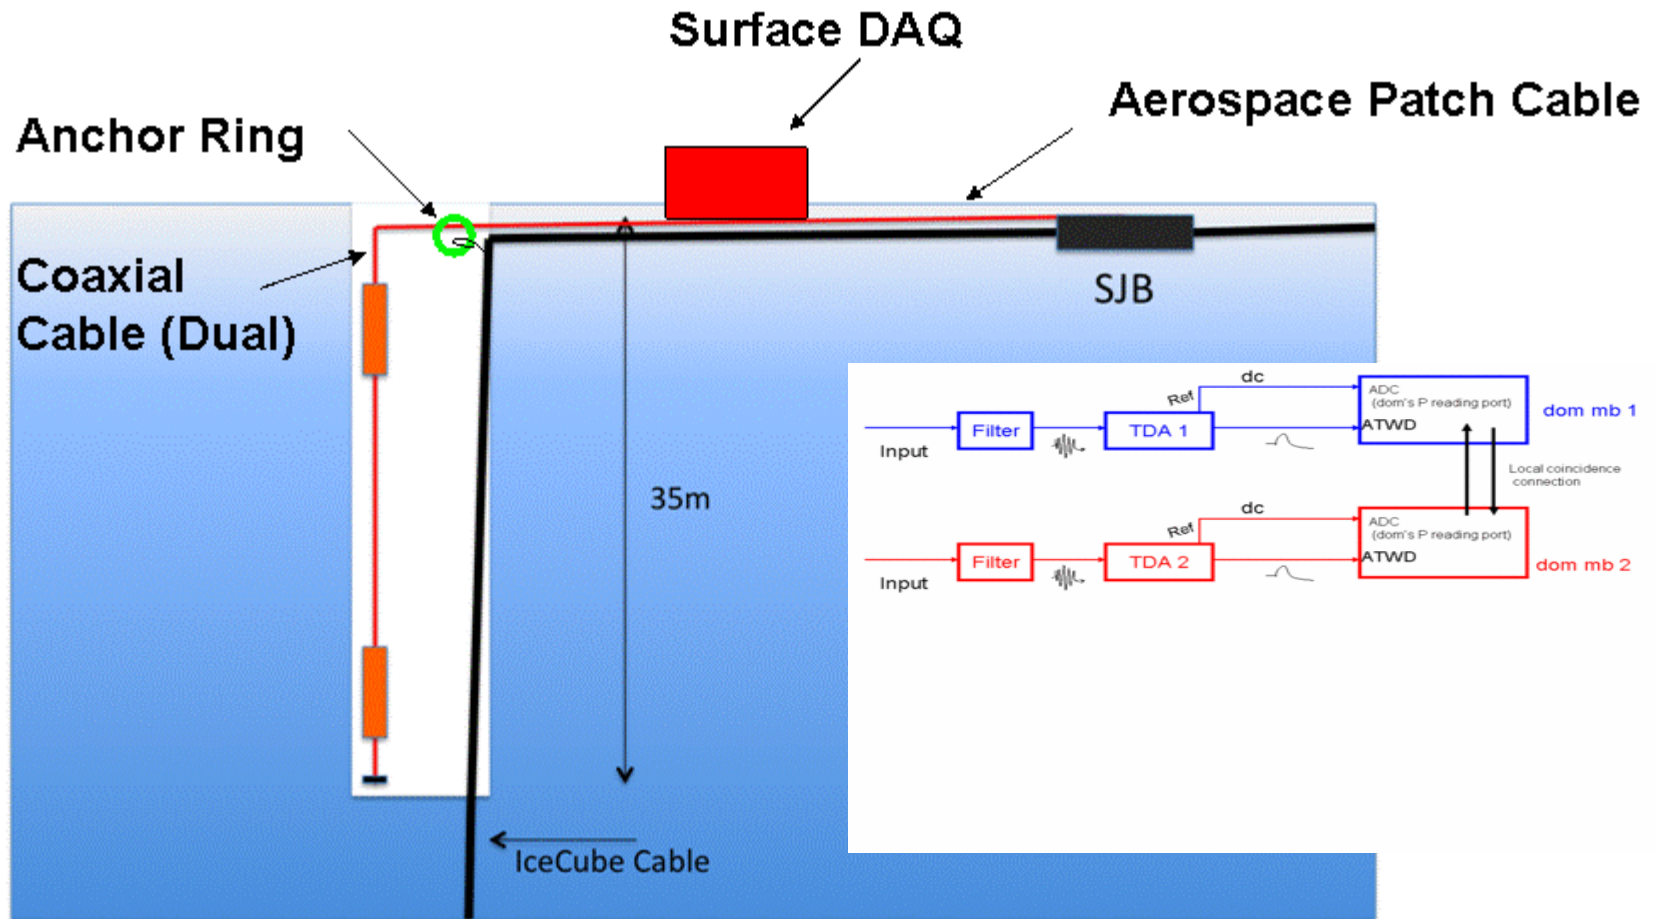 Surface DAQ
Aerospace Patch Cable
Anchor Ring
Coaxial
Cable (Dual)
SJB
35m
IceCube Cable
dc
Ref
ADC
(dom's P reading port)
dom mb 1
Filter
TDA 1
ATWD
Input
Local coincidence
connection
dc
Ref
ADC
(dom's P reading port)
Filter
TDA 2
ATWD
dom mb 2
Input